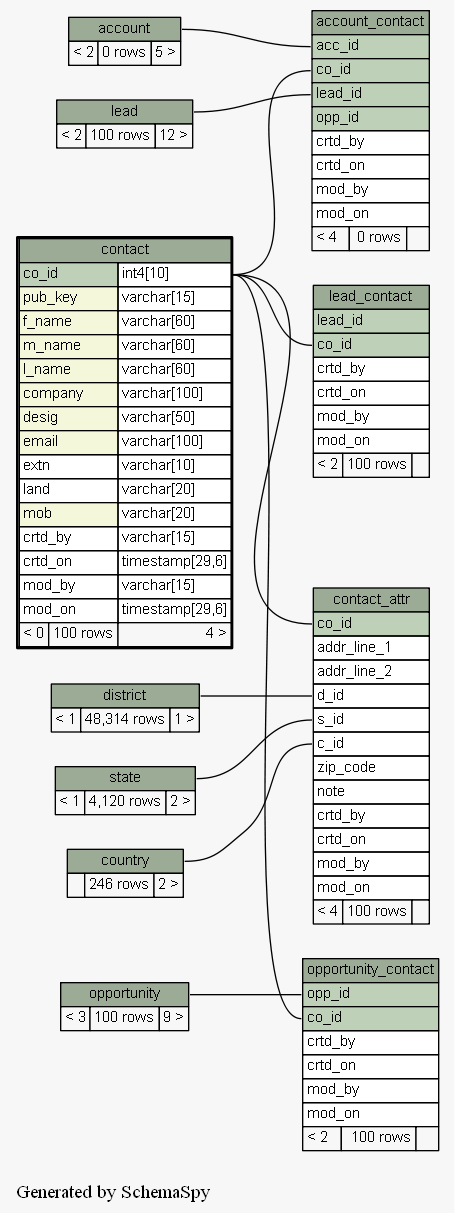 account
< 2 0 rows 5 >
lead
< 2 100 rows 12 >
account_contact
acc_id
co_id
lead_id
opp_id
crtd_by
crtd_on
mod_by
mod_on
< 4 0 rows
contact
co_id int4[10]
pub_key varchar[15]
f_name varchar[60]
m_name varchar[60]
l_name varchar[60]
company varchar[100]
desig varchar[50]
email varchar[100]
extn varchar[10]
land varchar[20]
mob varchar[20]
crtd_by varchar[15]
crtd_on timestamp[29,6]
mod_by varchar[15]
mod_on timestamp[29,6]
< 0 100 rows 4 >
lead_contact
lead_id
co_id
crtd_by
crtd_on
mod_by
mod_on
< 2 100 rows
contact_attr
co_id
addr_line_1
addr_line_2
d_id
s_id
c_id
zip_code
note
crtd_by
crtd_on
mod_by
mod_on
< 4 100 rows
district
< 1 48,314 rows 1 >
state
< 1 4,120 rows 2 >
country
246 rows 2 >
opportunity
< 3 100 rows 9 >
opportunity_contact
opp_id
co_id
crtd_by
crtd_on
mod_by
mod_on
< 2 100 rows
Generated by SchemaSpy